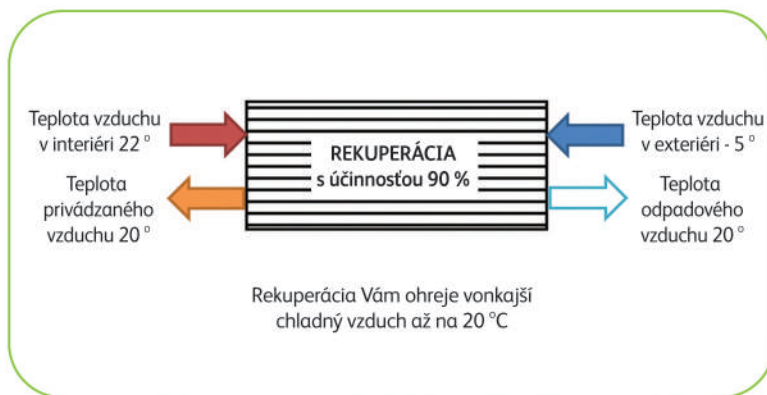 Teplota vzduchu
v interiéri 22 °
Teplota
privádzaného
vzduchu 20 °
REKUPERÁCIA
s účinnosťou 90 %
Teplota vzduchu
v exteriéri - 5 °
Teplota
odpadového
vzduchu 20 °
Rekuperácia Vám ohreje vonkajší
chladný vzduch až na 20 °C